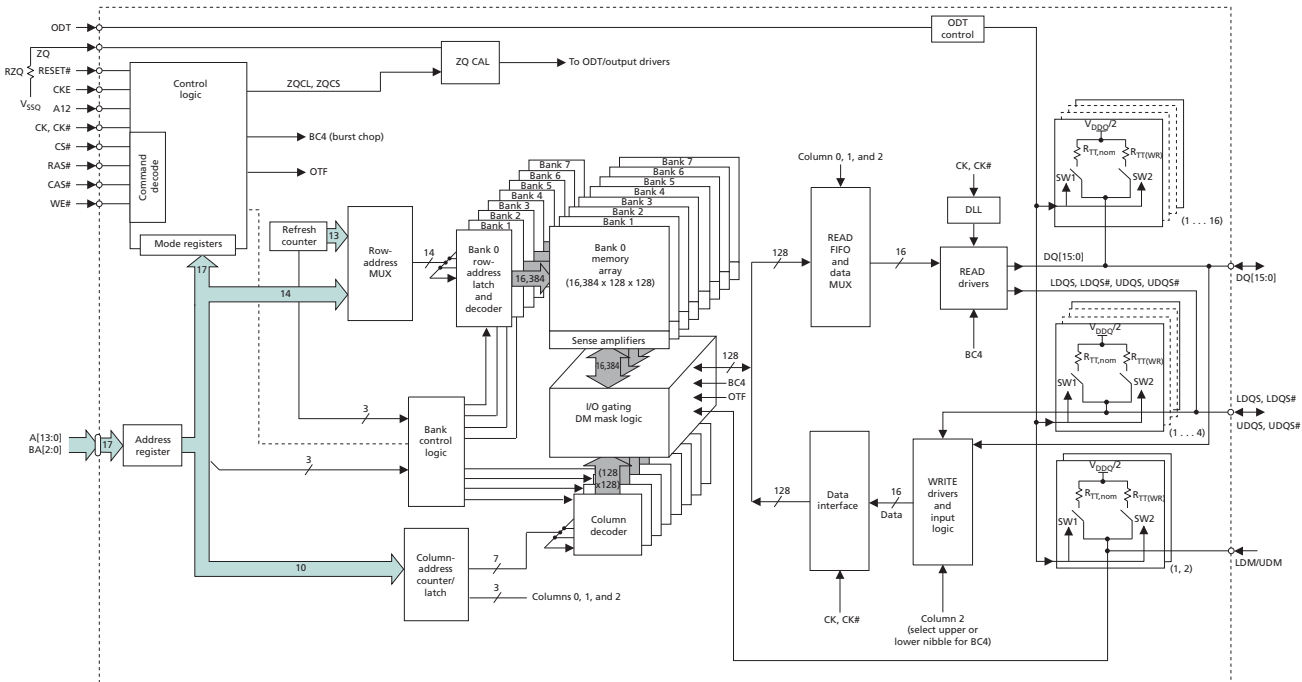 ODT
ODT
control
ZQ
RZQ
VSSQ
ZQ CAL
To ODT/output drivers
RESET#
CKE
A12
CK, CK#
CS#
RAS#
CAS#
WE#
Control
logic
Command
decode
Mode registers
ZQCL, ZQCS
BC4 (burst chop)
OTF
Refresh
counter
13
Row-
address
MUX
14
17
14
Bank 7
Bank 6
Bank 5
Bank 4
Bank 3
Bank 2
Bank 1
Bank 0
row-
address
latch
and
decoder
16,384
Bank 7
Bank 6
Bank 5
Bank 4
Bank 3
Bank 2
Bank 1
Bank 0
memory
array
(16,384 x 128 x 128)
Sense amplifiers
16,384
I/O gating
DM mask logic
128
BC4
OTF
(128
x128)
Column
decoder
3
3
Bank
control
logic
A[13:0]
BA[2:0]
17
Address
register
10
Column-
address
counter/
latch
7
3
Columns 0, 1, and 2
Column 0, 1, and 2
128
READ
FIFO
and
data
MUX
16
CK, CK#
DLL
READ
drivers
BC4
DQ[15:0]
LDQS, LDQS#, UDQS, UDQS#
128
Data
interface
CK, CK#
16
Data
WRITE
drivers
and
input
logic
Column 2
(select upper or
lower nibble for BC4)
VDDQ/2
RTT,nom
RTT(WR)
SW1
SW2
(1 . . . 16)
DQ[15:0]
VDDQ/2
RTT,nom
RTT(WR)
SW1
SW2
(1 . . . 4)
LDQS, LDQS#
UDQS, UDQS#
VDDQ/2
RTT,nom
RTT(WR)
SW1
SW2
(1, 2)
LDM/UDM